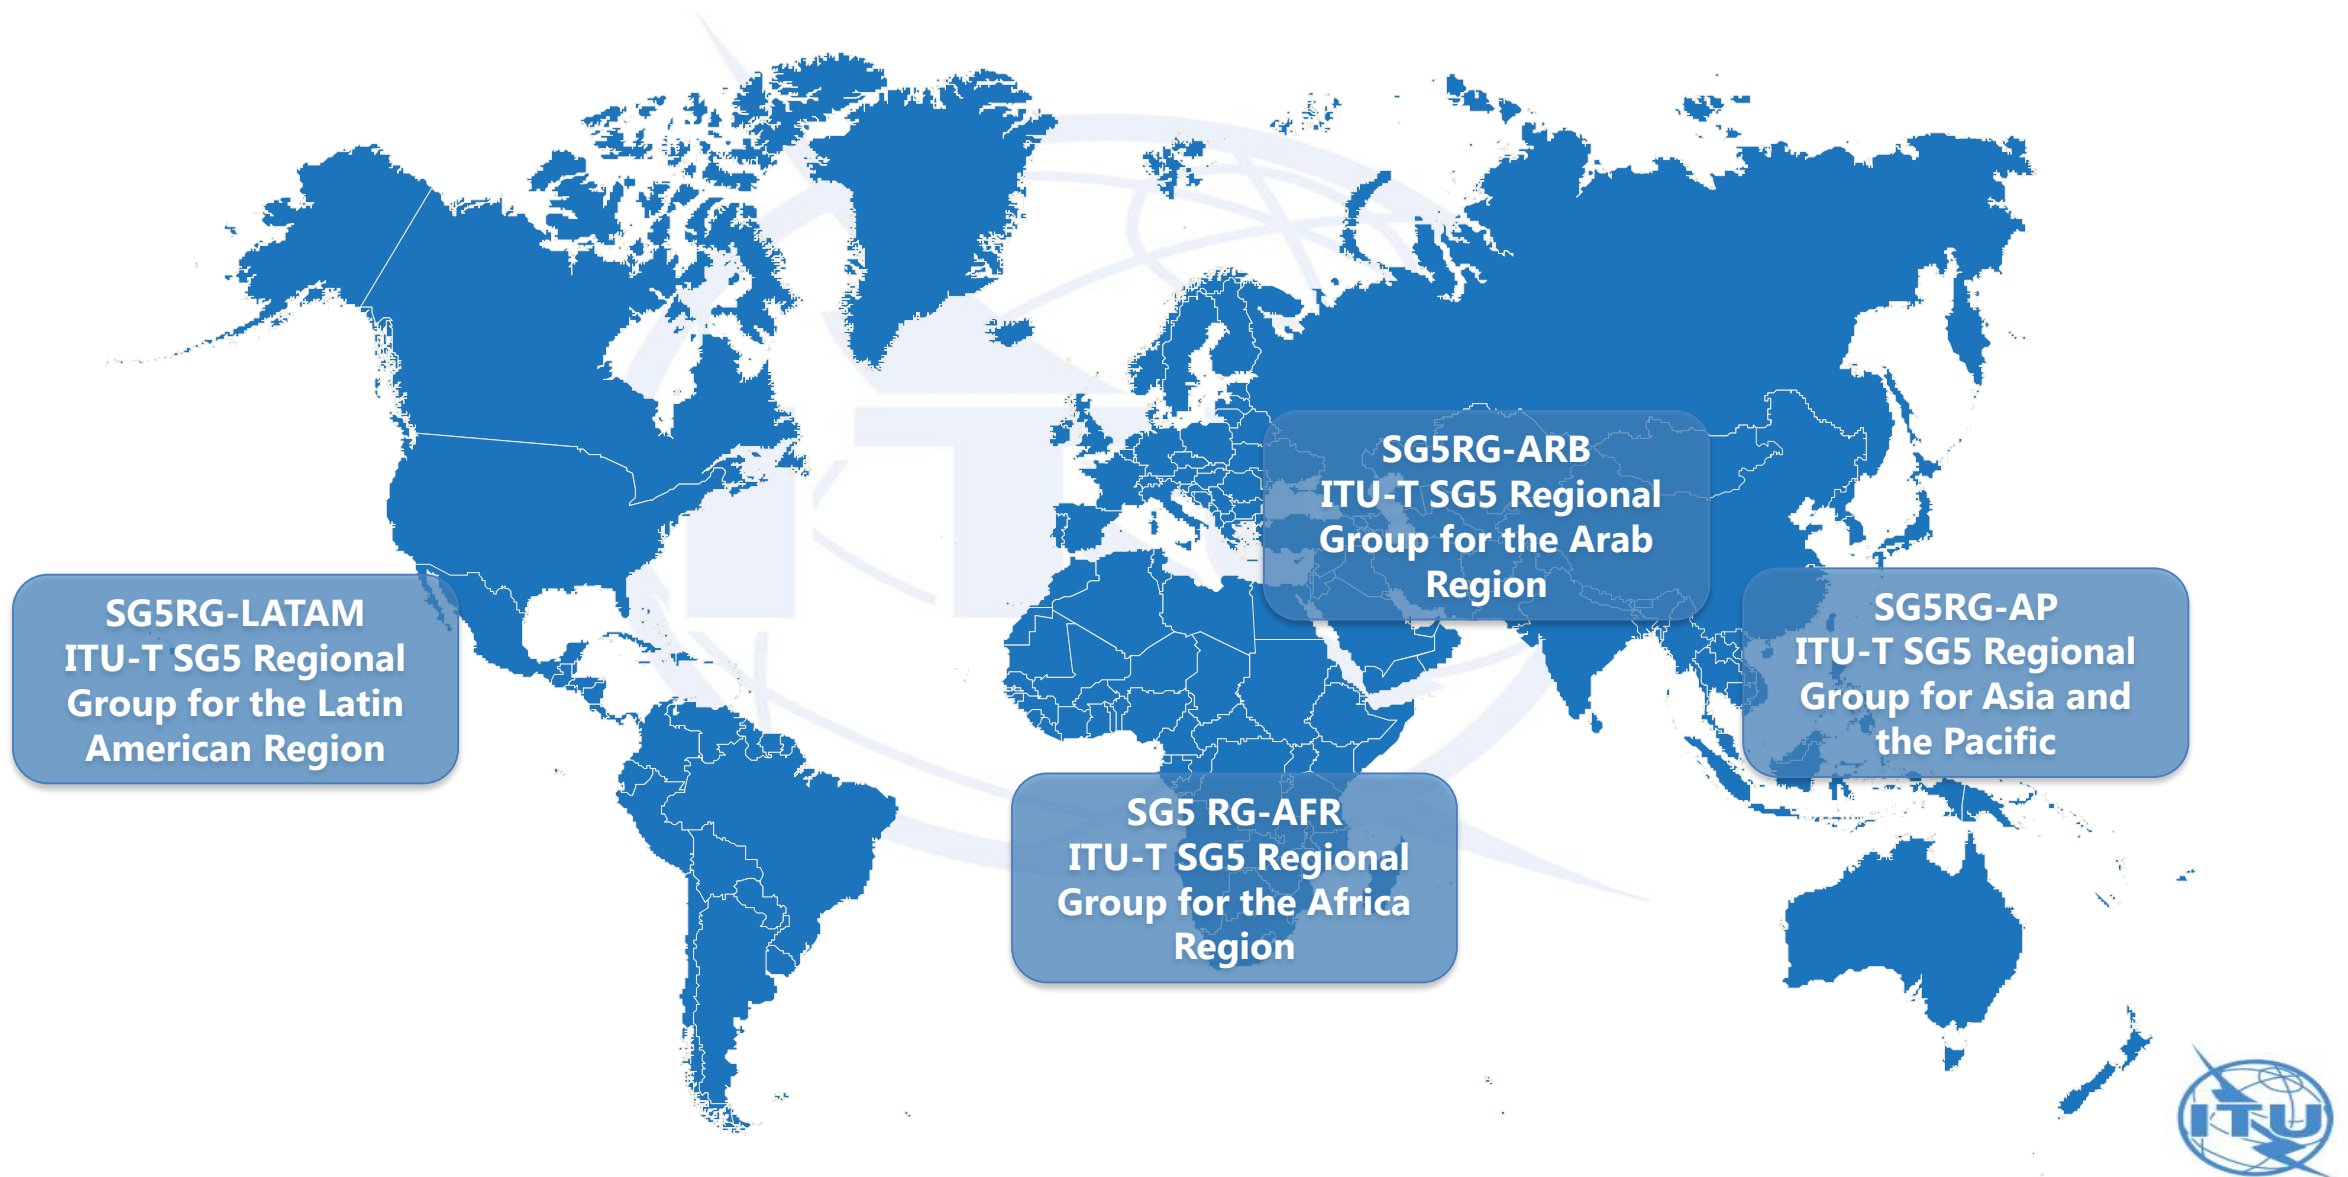 SG5RG-ARB
ITU-T SG5 Regional
Group for the Arab
Region
SG5RG-LATAM
ITU-T SG5 Regional
Group for the Latin
American Region
SG5RG-AP
ITU-T SG5 Regional
Group for Asia and
the Pacific
SG5 RG-AFR
ITU-T SG5 Regional
Group for the Africa
Region
ITU